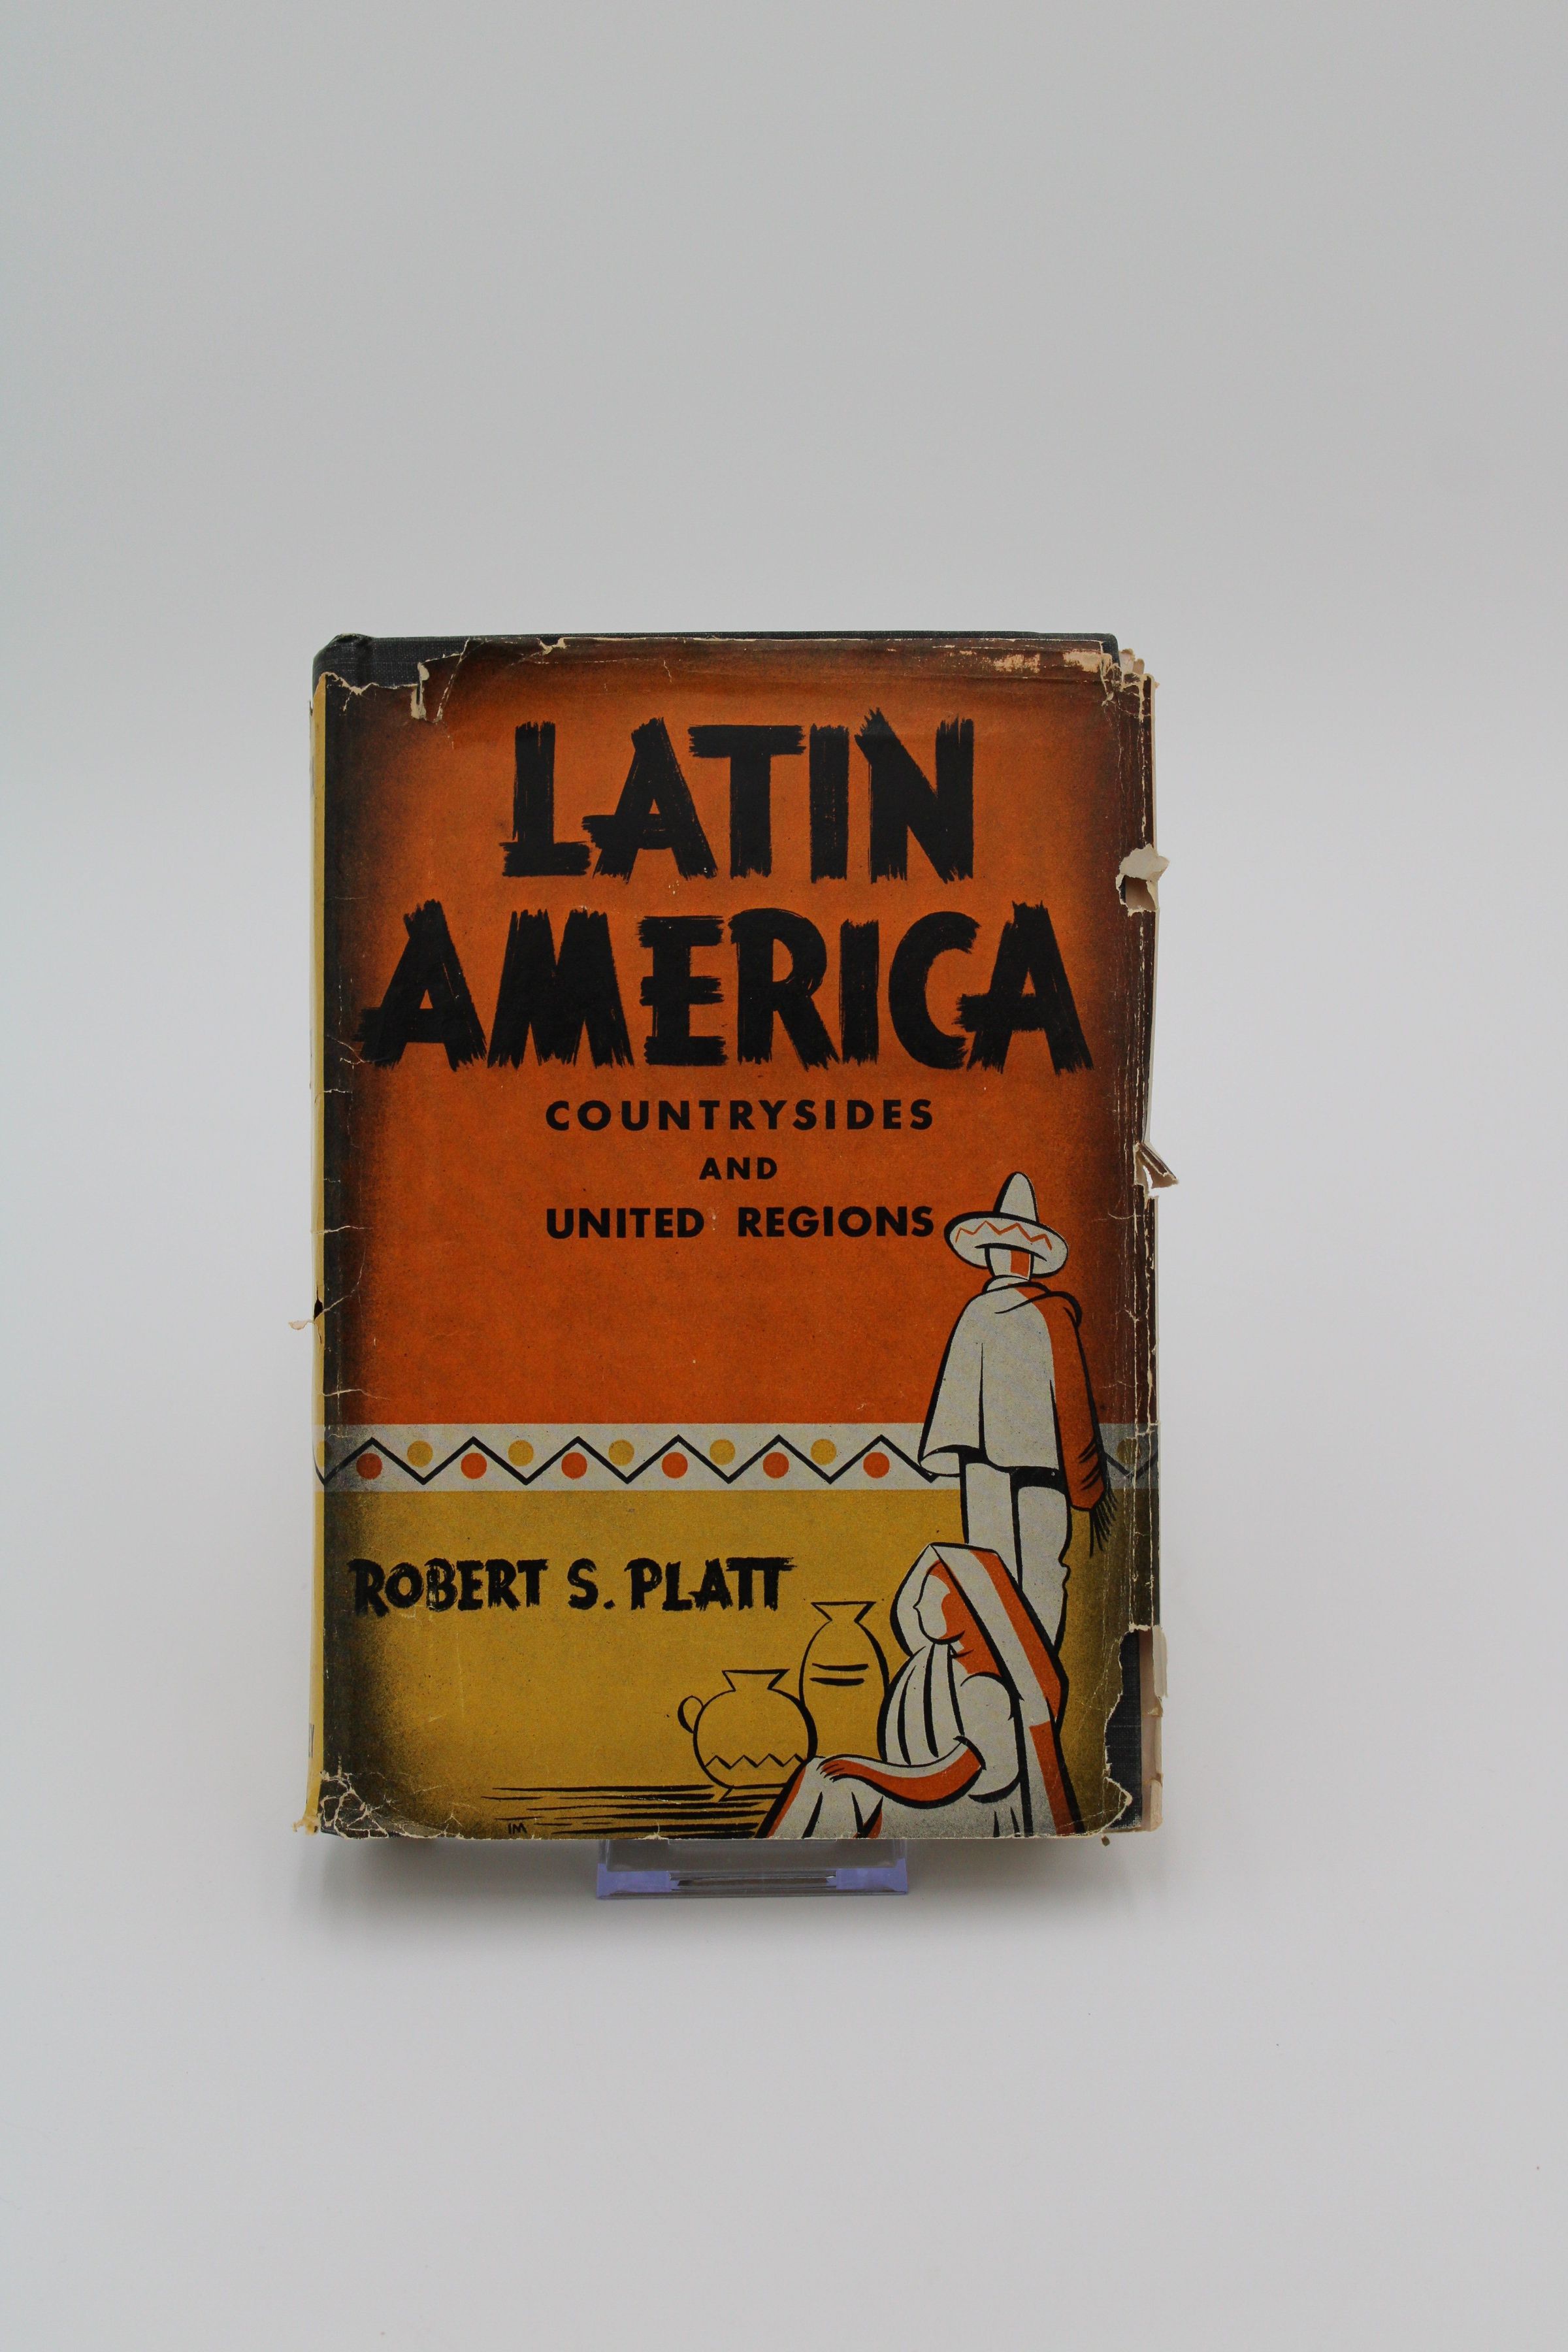 LATIN
AMERICA
COUNTRYSIDES
AND
UNITED REGIONS
ROBERT S. PLATT
IM